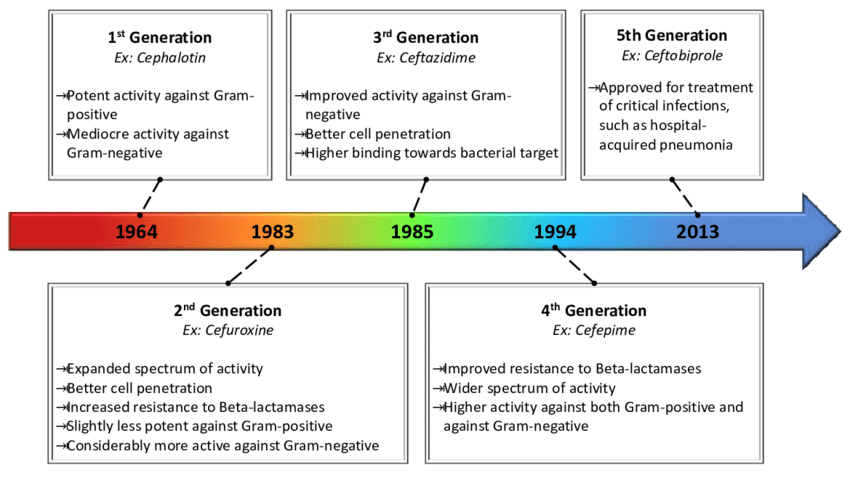 1st Generation
Ex: Cephalotin
→Potent activity against Gram-
positive
→Mediocre activity against
Gram-negative
3rd Generation
Ex: Ceftazidime
→Improved activity against Gram-
negative
→Better cell penetration
→Higher binding towards bacterial target
5th Generation
Ex: Ceftobiprole
→Approved for treatment
of critical infections,
such as hospital-
acquired pneumonia
1964 1983 1985 1994 2013
2nd Generation
Ex: Cefuroxine
→Expanded spectrum of activity
→Better cell penetration
→Increased resistance to Beta-lactamases
→Slightly less potent against Gram-positive
→Considerably more active against Gram-negative
4th Generation
Ex: Cefepime
→Improved resistance to Beta-lactamases
→Wider spectrum of activity
→Higher activity against both Gram-positive and
against Gram-negative